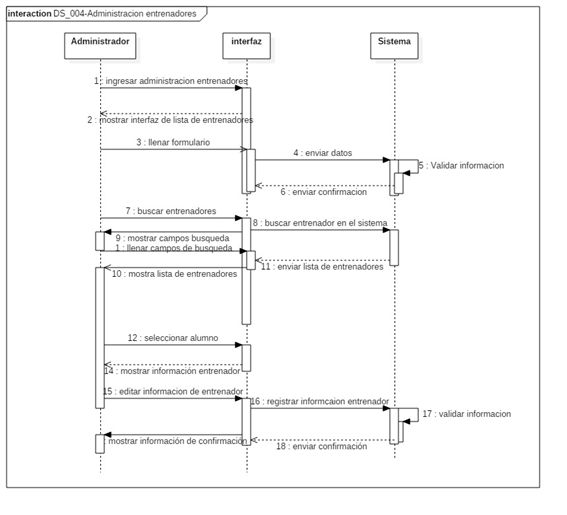 interaction DS_004-Administracion entrenadores
Administrador
interfaz
Sistema
1 : ingresar administracion entrenadores
2 : mostrar interfaz de lista de entrenadores
3 : llenar formulario
4 : enviar datos
5 : Validar informacion
6 : enviar confirmacion
7 : buscar entrenadores
8 : buscar entrenador en el sistema
9 : mostrar campos busqueda
1 : llenar campos de busqueda
11 : enviar lista de entrenadores
10 : mostra lista de entrenadores
12 : seleccionar alumno
14 : mostrar información entrenador
15 : editar informacion de entrenador
16 : registrar informcaion entrenador
17 : validar informacion
: mostrar información de confirmación
18 : enviar confirmación